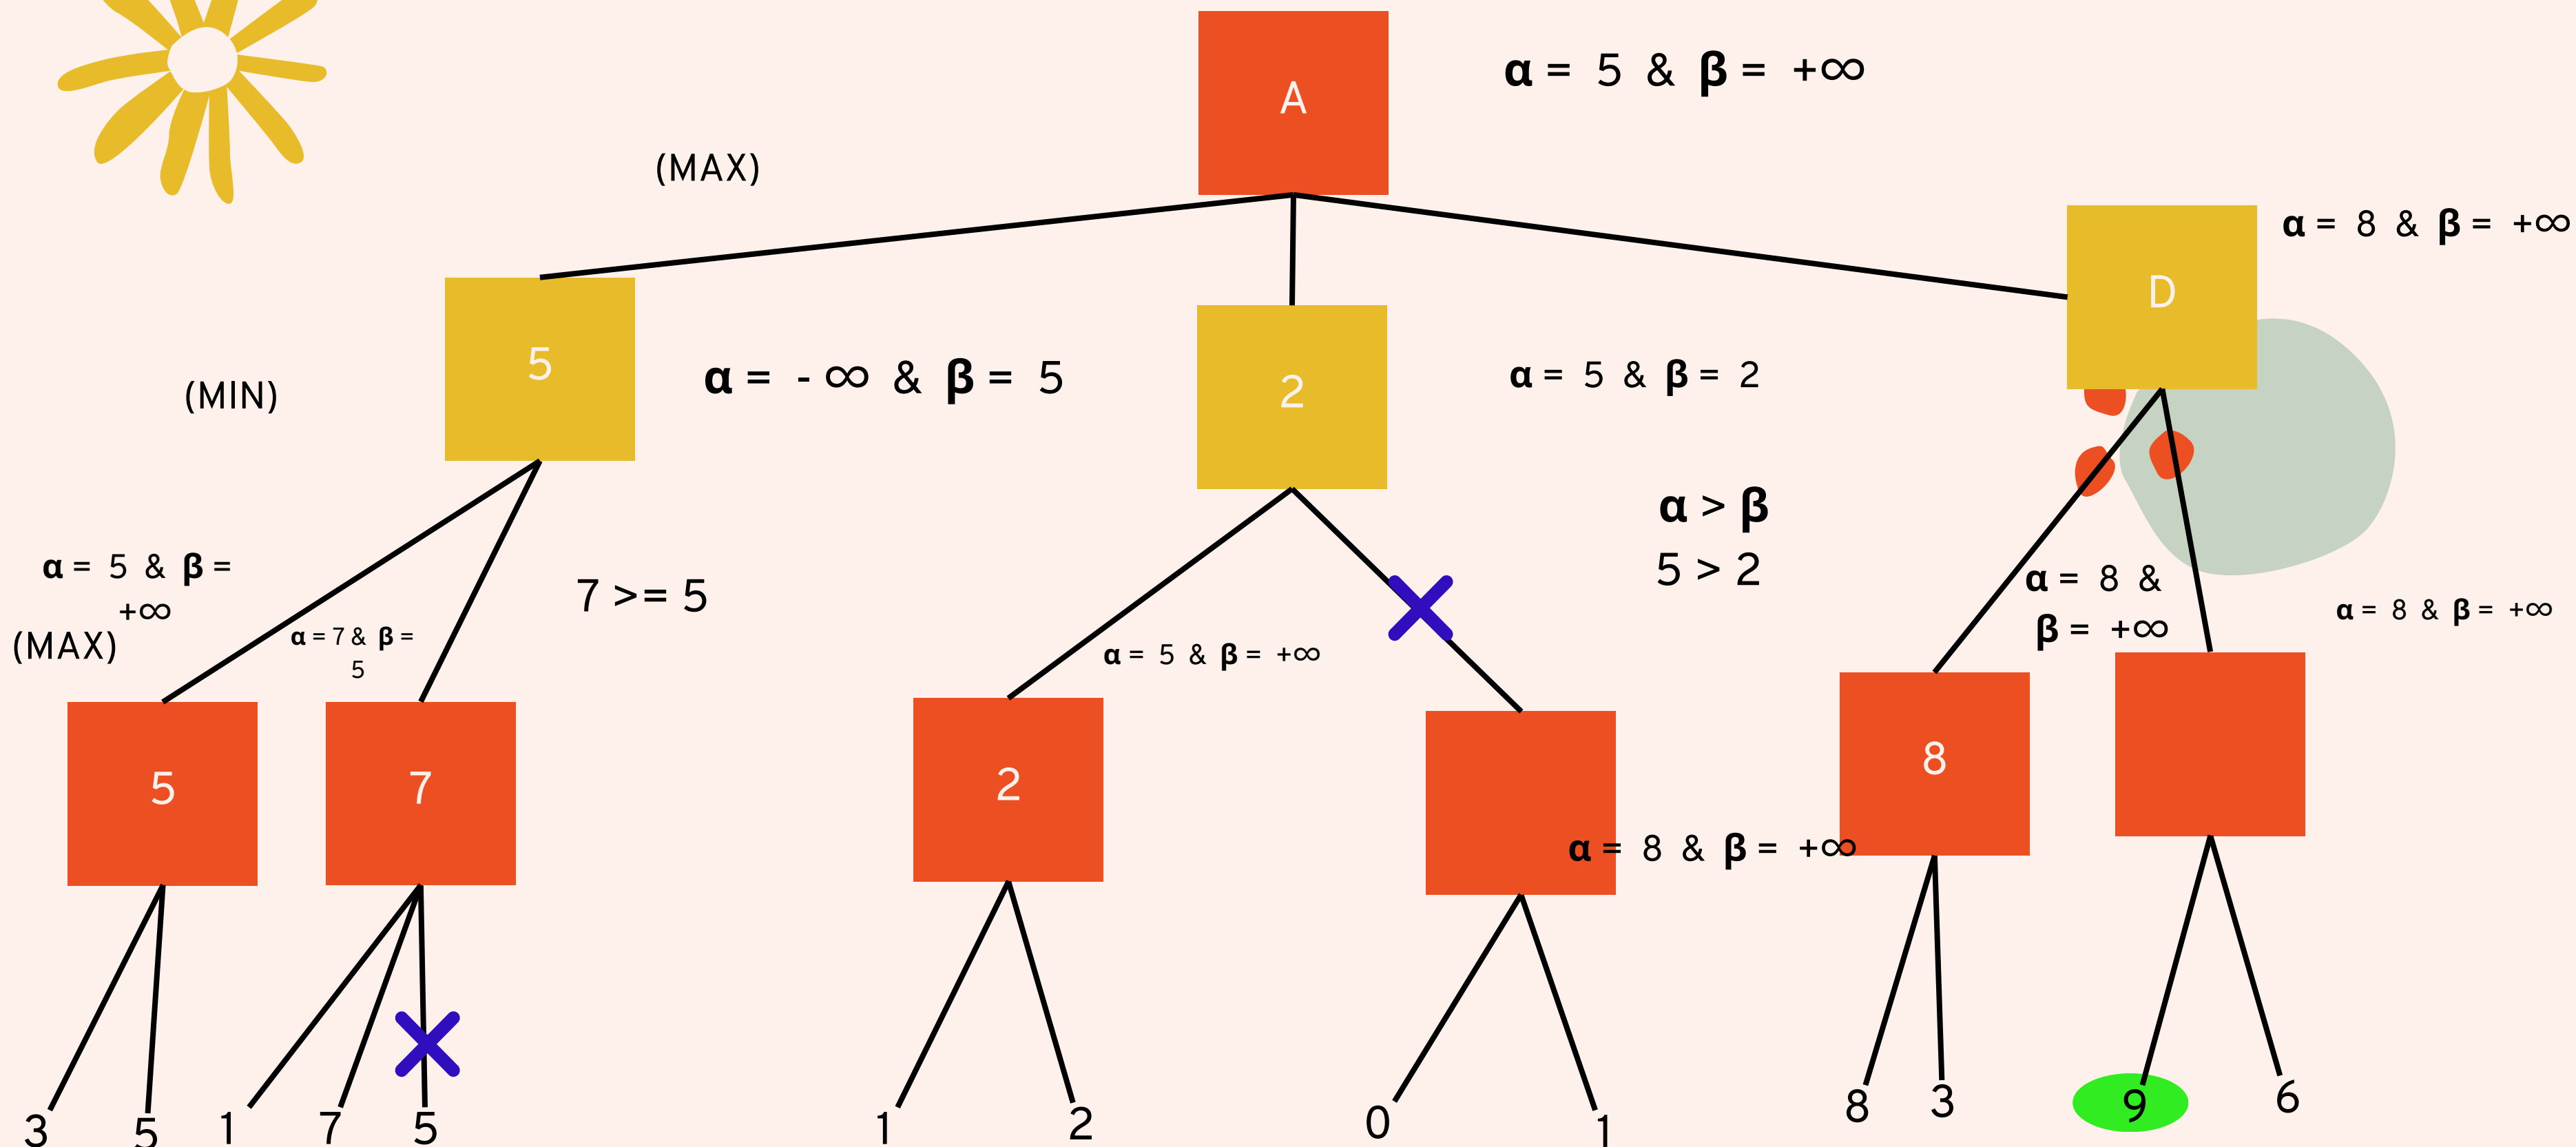 A
α = 5 & β = +∞
(MAX)
D
α = 8 & β = +∞
5
(MIN)
α = - ∞ & β = 5
2
α = 5 & β = 2
α > β
5 > 2
α = 5 & β =
+∞
(MAX)
α = 7 & β =
5
7 >= 5
α = 5 & β = +∞
α = 8 &
β = +∞
α = 8 & β = +∞
5
7
2
8
α = 8 & β = +∞
3 5 1 7 5 1 2 0 1 8 3 9 6